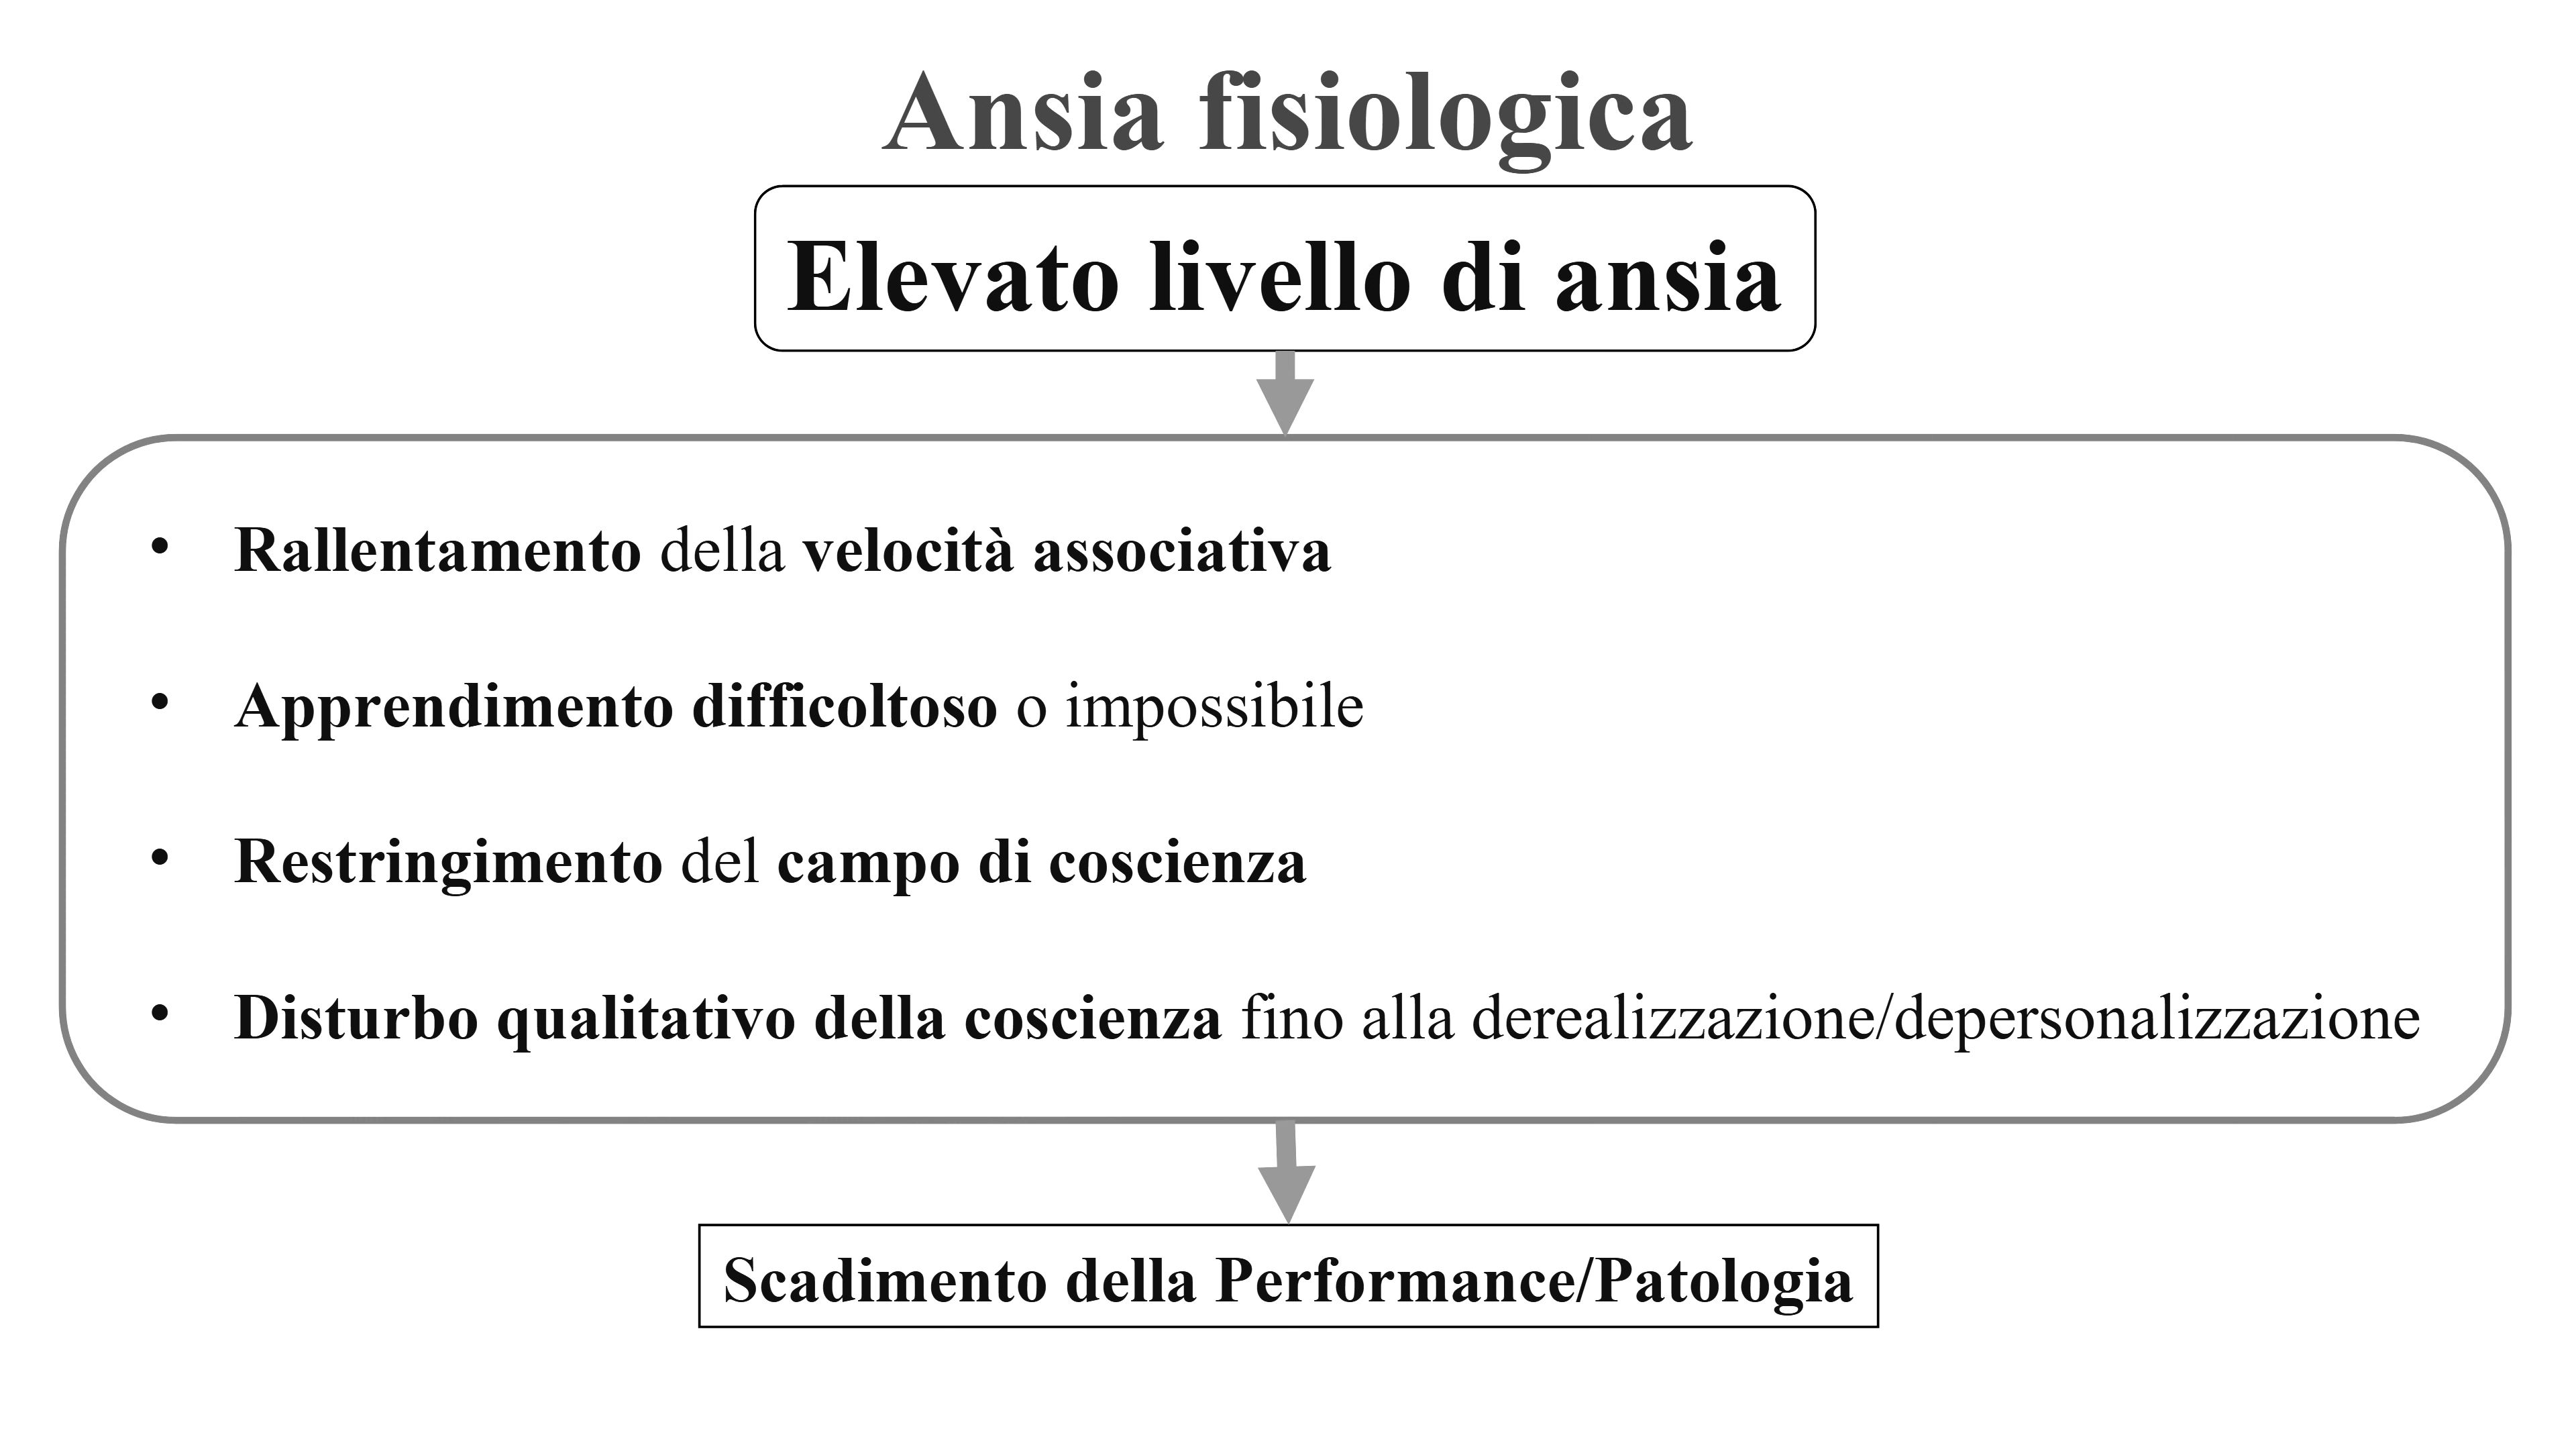 Ansia fisiologica
Elevato livello di ansia
• Rallentamento della velocità associativa
• Apprendimento difficoltoso o impossibile
• Restringimento del campo di coscienza
• Disturbo qualitativo della coscienza fino alla derealizzazione/depersonalizzazione
Scadimento della Performance/Patologia